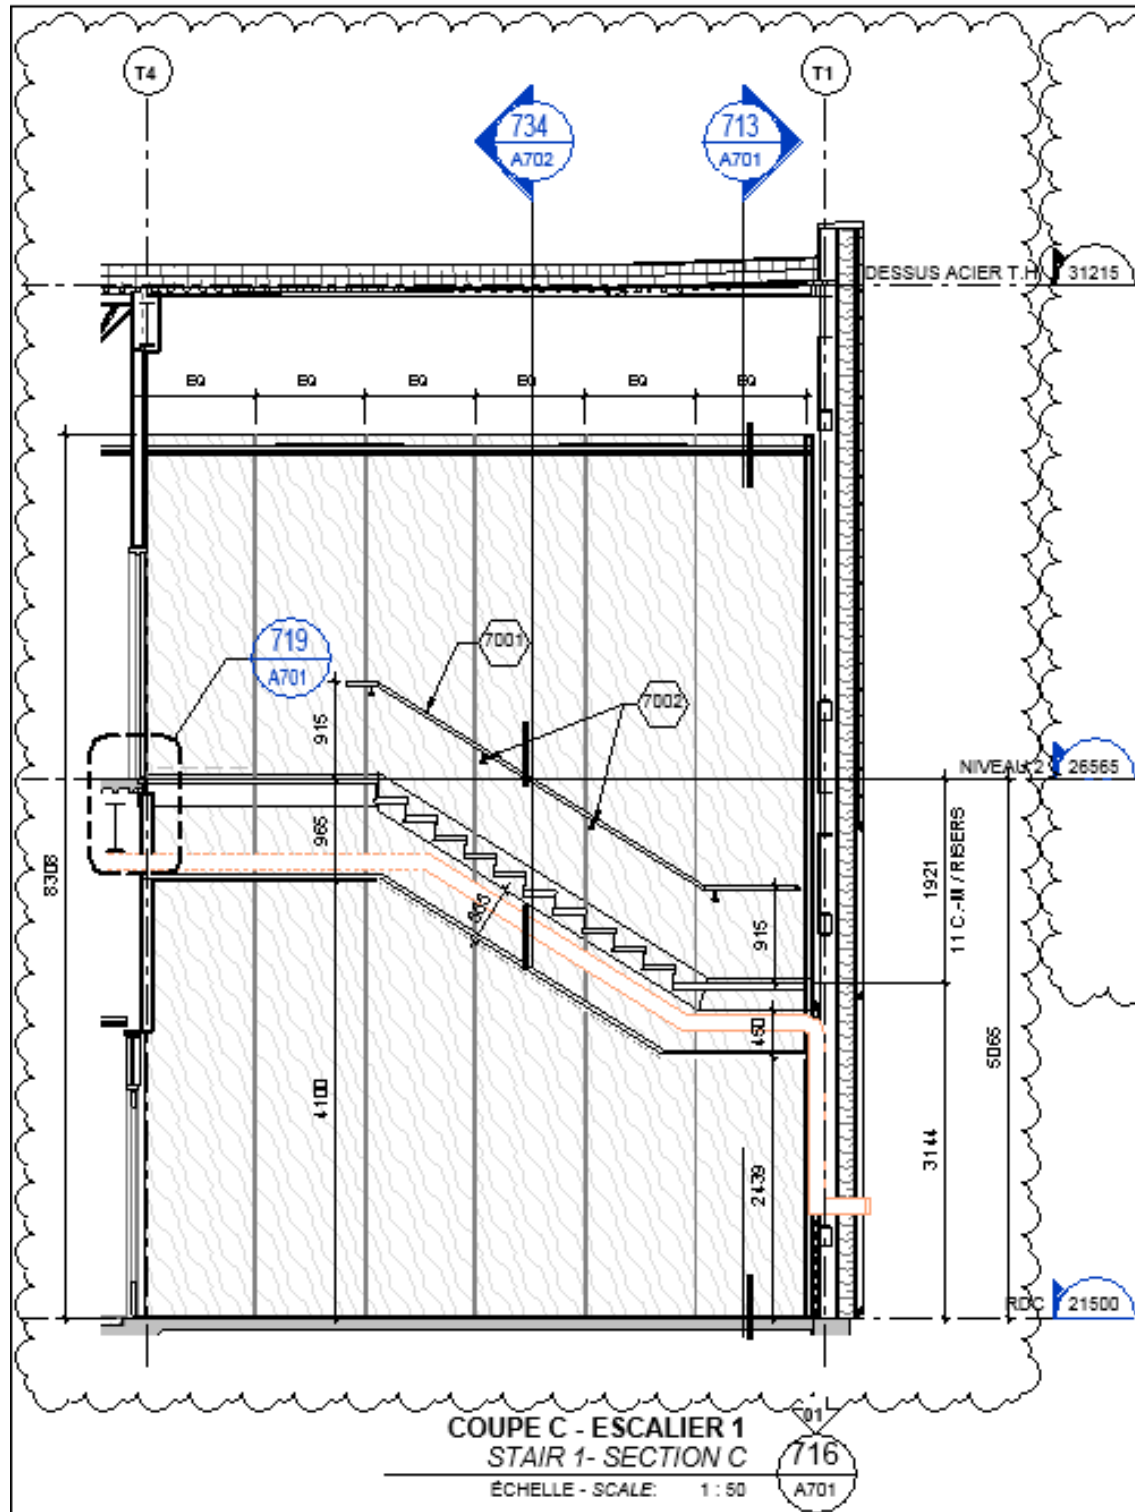 T4
T1
734
A702
713
A701
DESSUS ACIER T.H
31215
EQ EQ EQ EQ EQ EQ
719
A701
7001
7002
915
NIVEAU 2
26565
965
8308
1921
11 C.-M / RISERS
915
450
5065
4100
3144
2439
RDC
21500
COUPE C - ESCALIER 1
STAIR 1- SECTION C
ÉCHELLE - SCALE: 1 : 50
01
716
A701